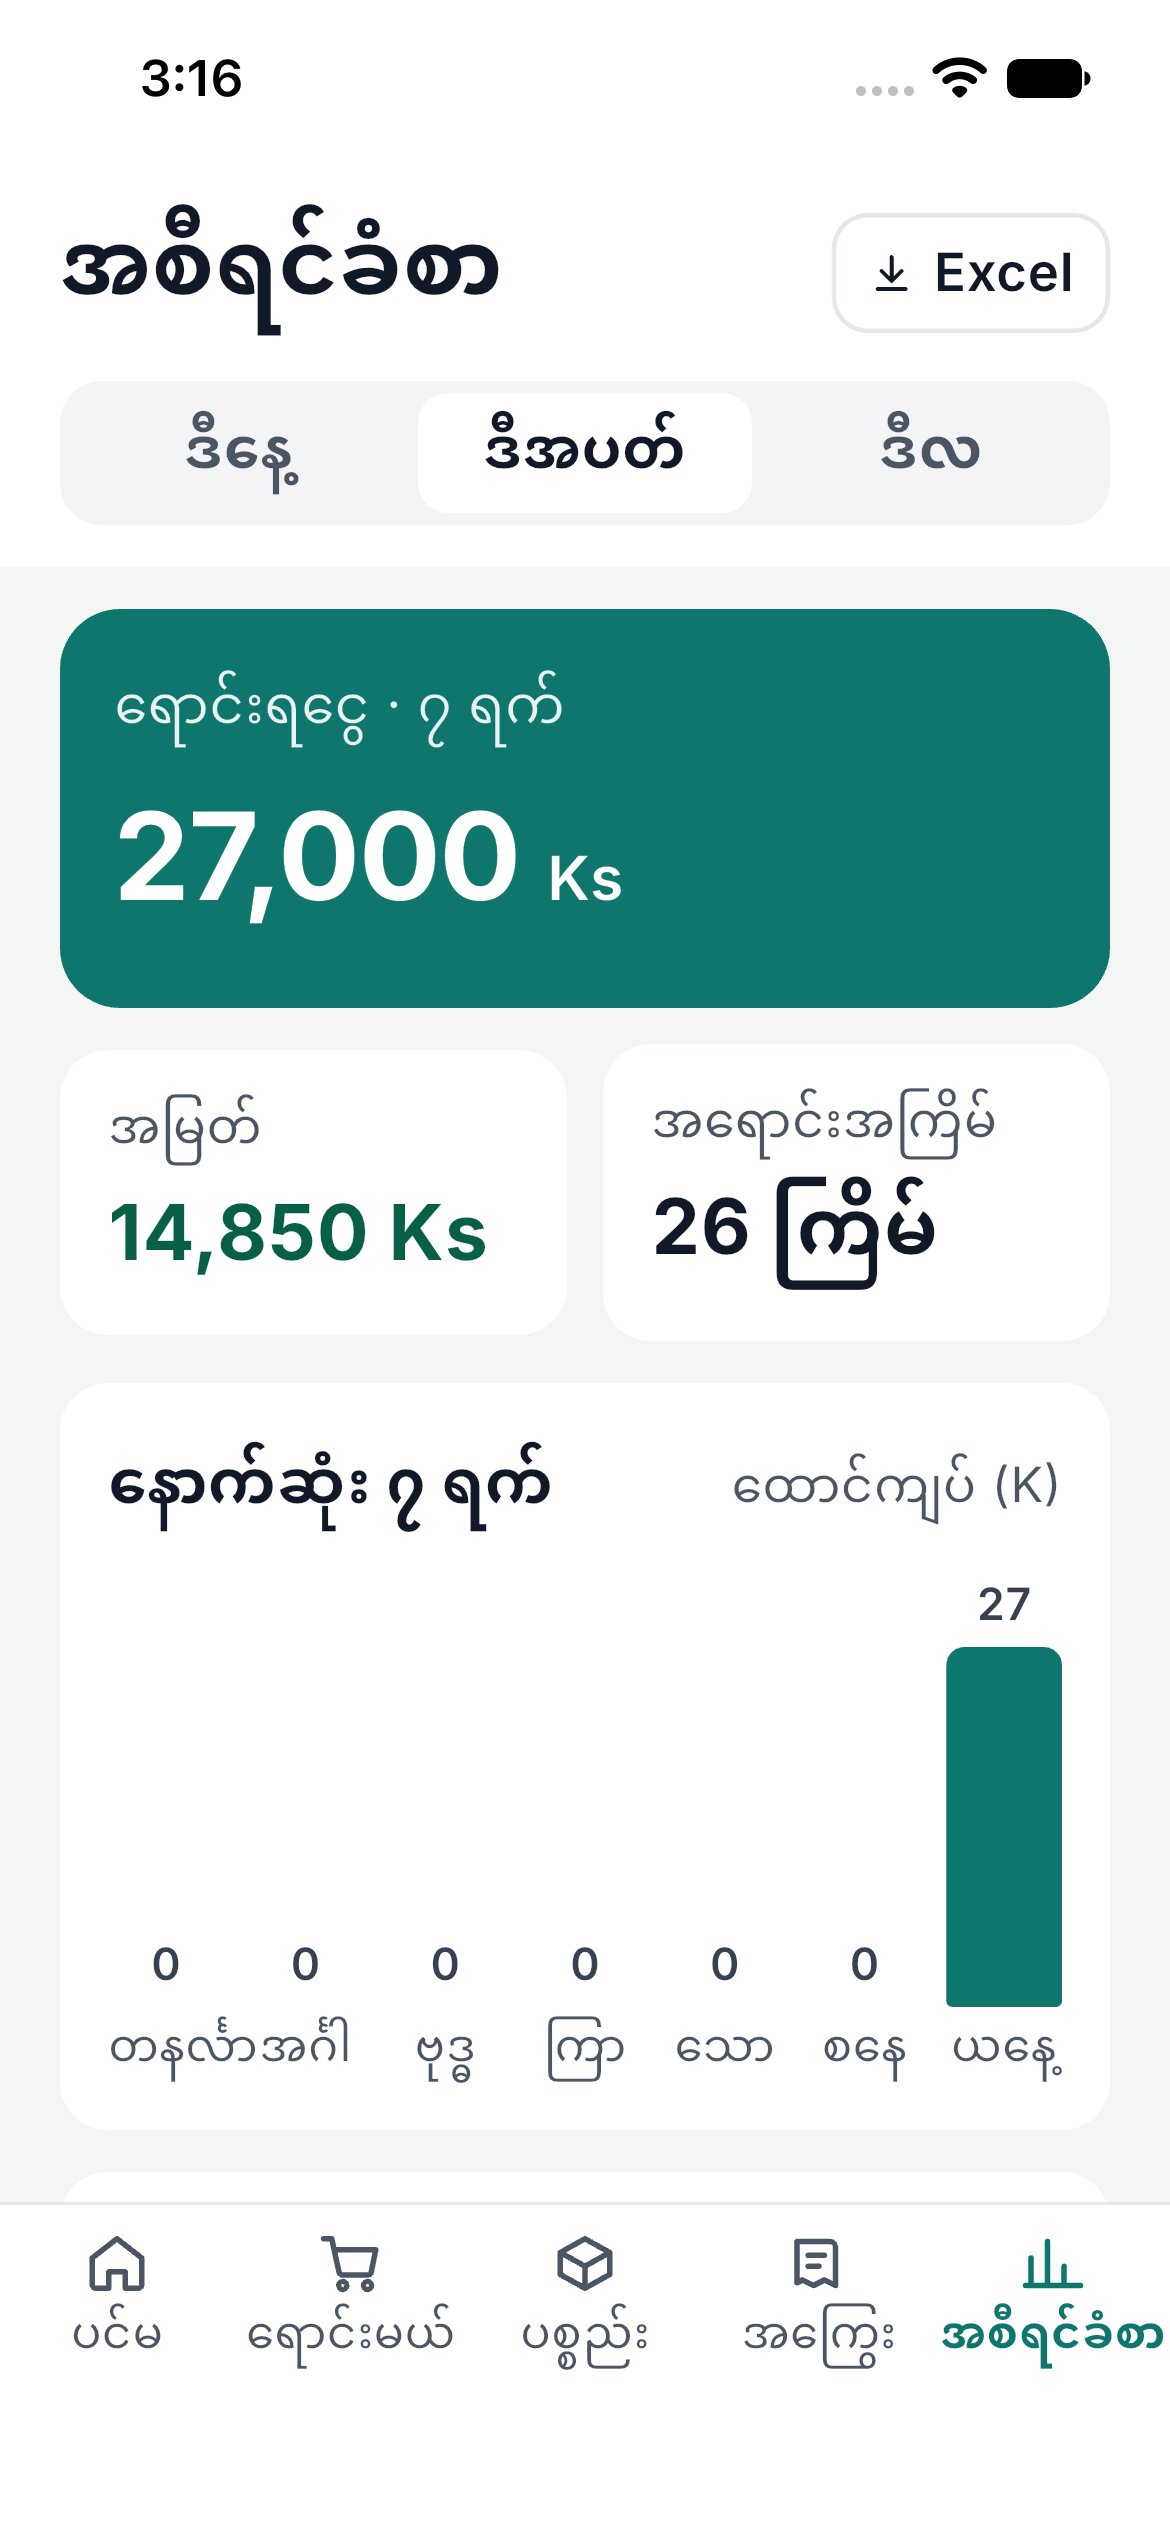 3:16
အစီရင်ခံစာ
Excel
ဒီနေ့ ဒီအပတ် ဒီလ
ရောင်းရငွေ · ၇ ရက်
27,000 Ks
အမြတ် အရောင်းအကြိမ်
14,850 Ks 26 ကြိမ်
နောက်ဆုံး ၇ ရက် ထောင်ကျပ် (K)
27
0 0 0 0 0 0
တနင်္လာ အင်္ဂါ ဗုဒ္ဓ ကြာ သော စနေ ယနေ့
ပင်မ ရောင်းမယ် ပစ္စည်း အကြွေး အစီရင်ခံစာ